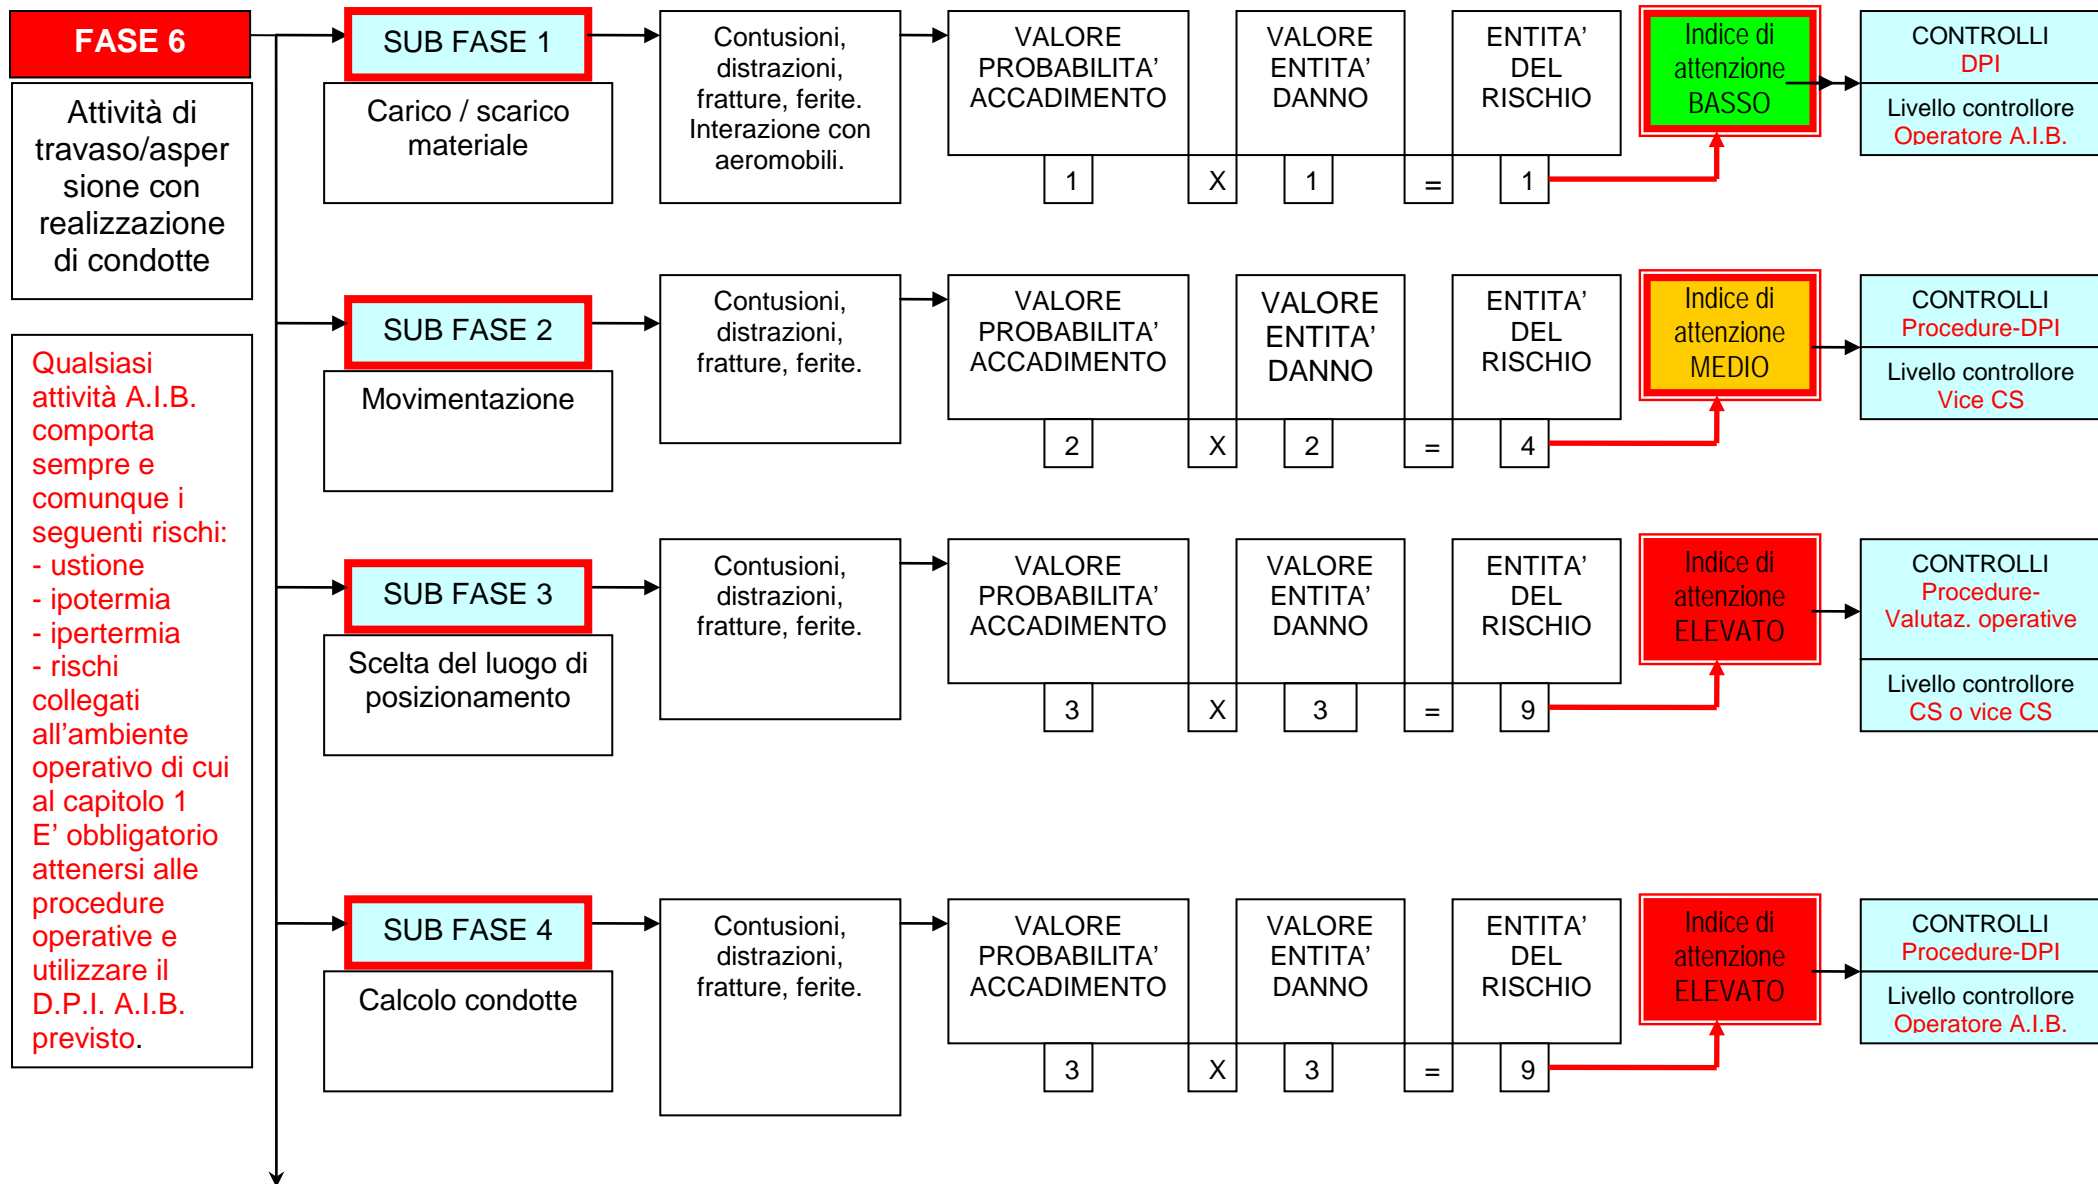 FASE 6
Attività di
travaso/asper
sione con
realizzazione
di condotte
Qualsiasi
attività A.I.B.
comporta
sempre e
comunque i
seguenti rischi:
- ustione
- ipotermia
- ipertermia
- rischi
collegati
all’ambiente
operativo di cui
al capitolo 1
E’ obbligatorio
attenersi alle
procedure
operative e
utilizzare il
D.P.I. A.I.B.
previsto.
SUB FASE 1
Carico / scarico
materiale
Contusioni,
distrazioni,
fratture, ferite.
Interazione con
aeromobili.
VALORE
PROBABILITA’
ACCADIMENTO
1
X
VALORE
ENTITA’
DANNO
1
=
ENTITA’
DEL
RISCHIO
1
Indice di
attenzione
BASSO
CONTROLLI
DPI
Livello controllore
Operatore A.I.B.
SUB FASE 2
Movimentazione
Contusioni,
distrazioni,
fratture, ferite.
VALORE
PROBABILITA’
ACCADIMENTO
2
X
VALORE
ENTITA’
DANNO
2
=
ENTITA’
DEL
RISCHIO
4
Indice di
attenzione
MEDIO
CONTROLLI
Procedure-DPI
Livello controllore
Vice CS
SUB FASE 3
Scelta del luogo di
posizionamento
Contusioni,
distrazioni,
fratture, ferite.
VALORE
PROBABILITA’
ACCADIMENTO
3
X
VALORE
ENTITA’
DANNO
3
=
ENTITA’
DEL
RISCHIO
9
Indice di
attenzione
ELEVATO
CONTROLLI
Procedure-
Valutaz. operative
Livello controllore
CS o vice CS
SUB FASE 4
Calcolo condotte
Contusioni,
distrazioni,
fratture, ferite.
VALORE
PROBABILITA’
ACCADIMENTO
3
X
VALORE
ENTITA’
DANNO
3
=
ENTITA’
DEL
RISCHIO
9
Indice di
attenzione
ELEVATO
CONTROLLI
Procedure-DPI
Livello controllore
Operatore A.I.B.